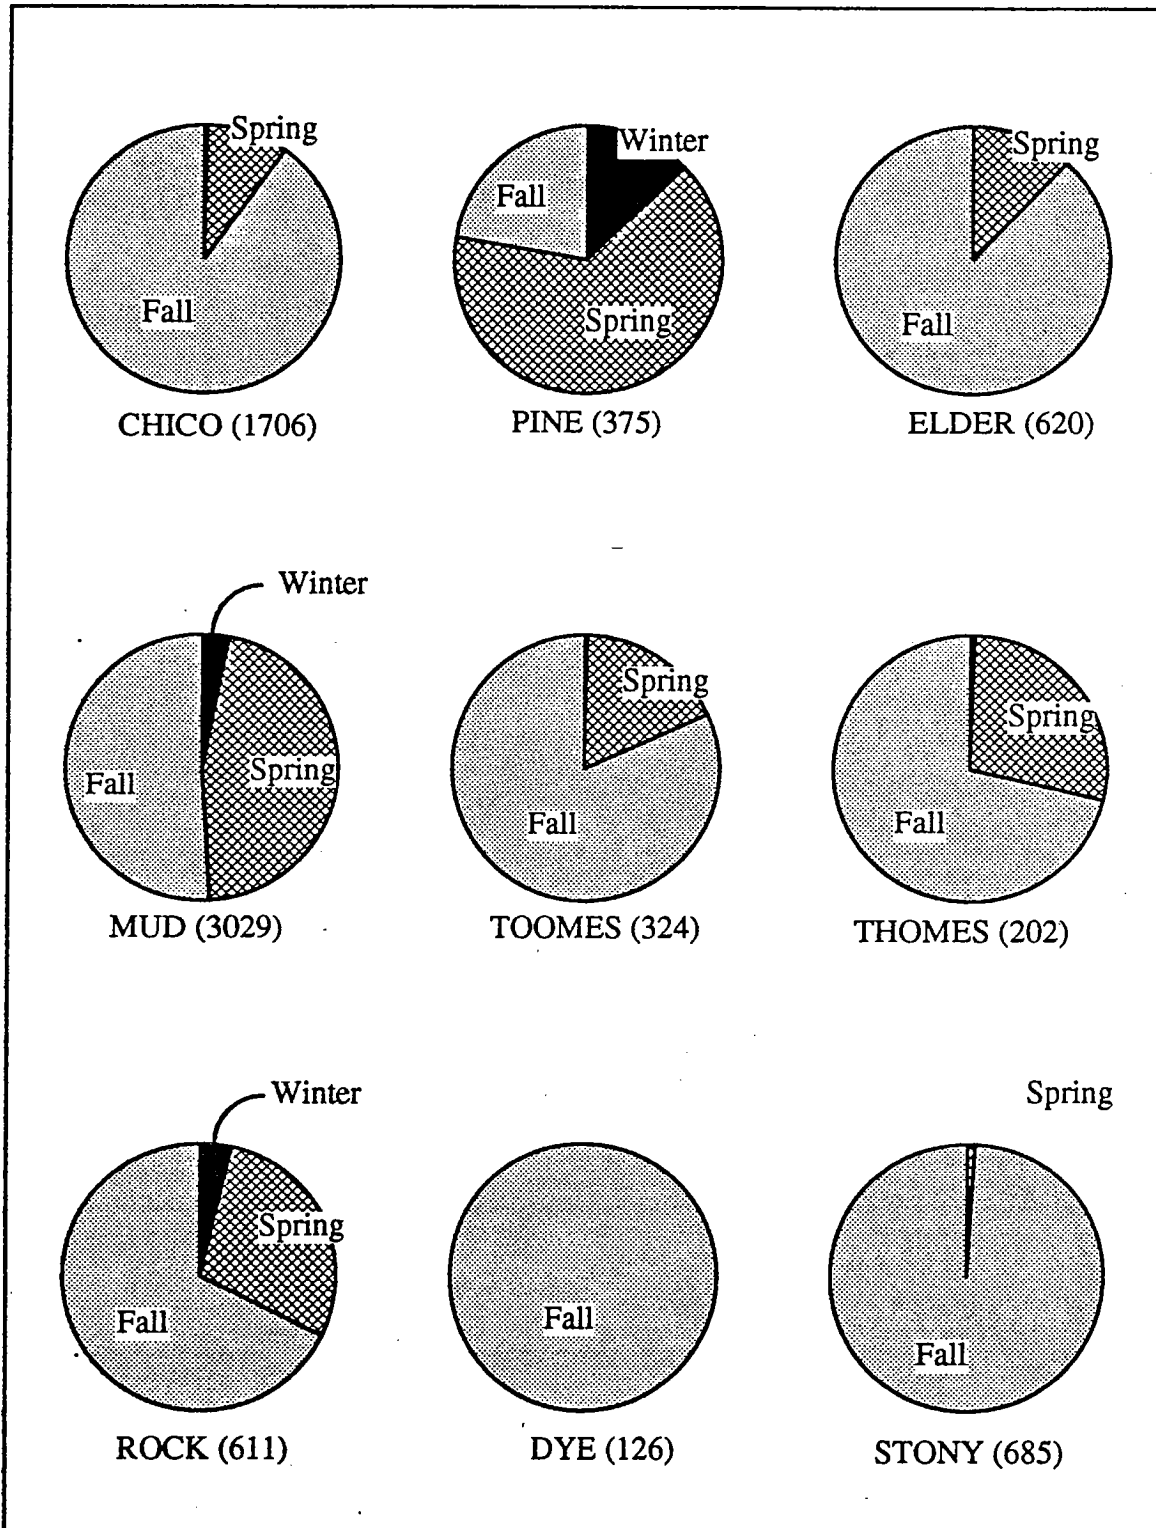 Spring
Fall
CHICO (1706)
Winter
Fall
Spring
PINE (375)
Spring
Fall
ELDER (620)
Winter
Fall
Spring
MUD (3029)
Spring
Fall
TOOMES (324)
Spring
Fall
THOMES (202)
Winter
Spring
Fall
ROCK (611)
Fall
DYE (126)
Spring
Fall
STONY (685)